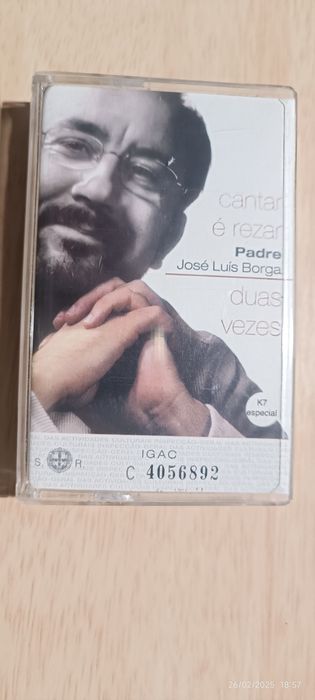 cantar
é rezar
Padre
José Luís Borga
duas
vezes
K7
especial
IGAC
S. R
C 4056892
26/02/2025 18:57